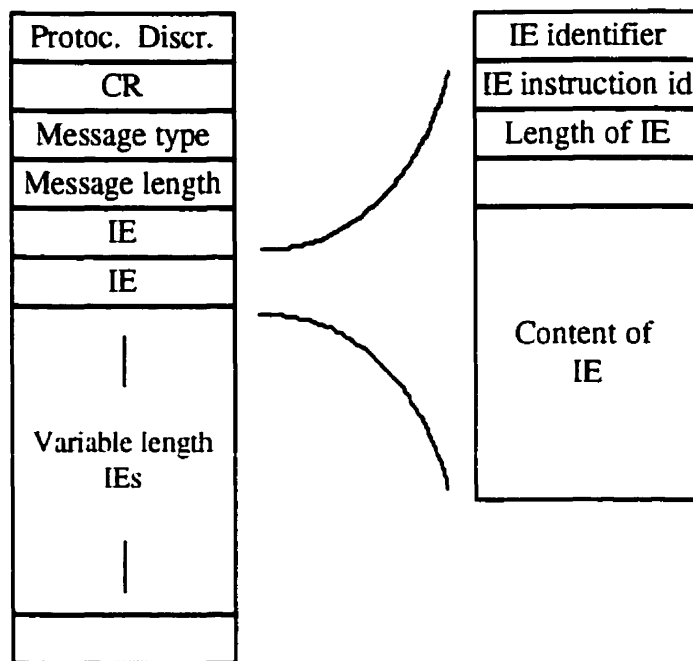 Protoc. Discr.
CR
Message type
Message length
IE
IE
Variable length
IEs
IE identifier
IE instruction id
Length of IE
Content of
IE